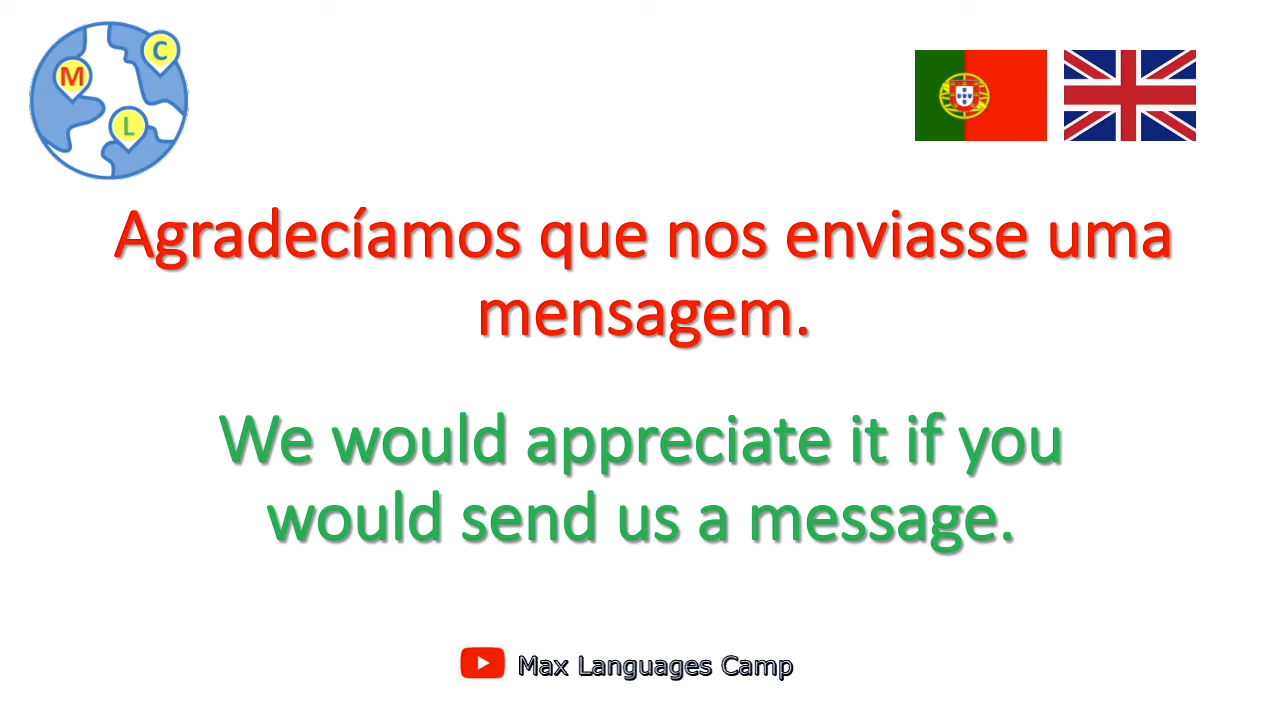 C
M
L
Agradecíamos que nos enviasse uma
mensagem.
We would appreciate it if you
would send us a message.
Max Languages Camp